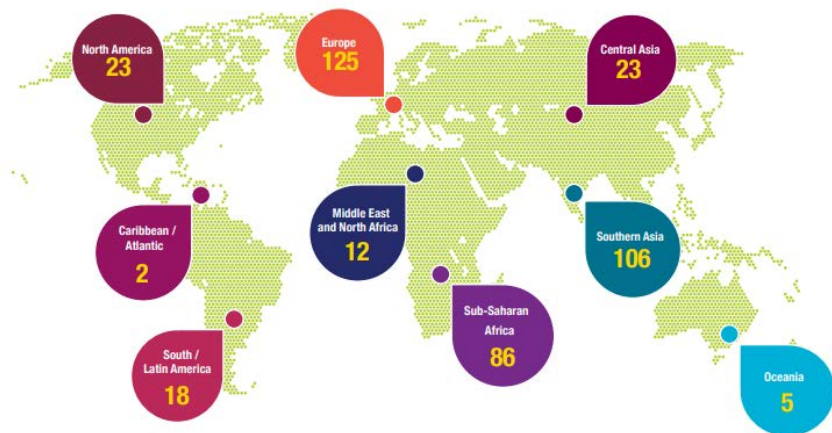 North America
23
Europe
125
Central Asia
23
Caribbean /
Atlantic
2
Middle East
and North Africa
12
Southern Asia
106
Sub-Saharan
Africa
86
South /
Latin America
18
Oceania
5